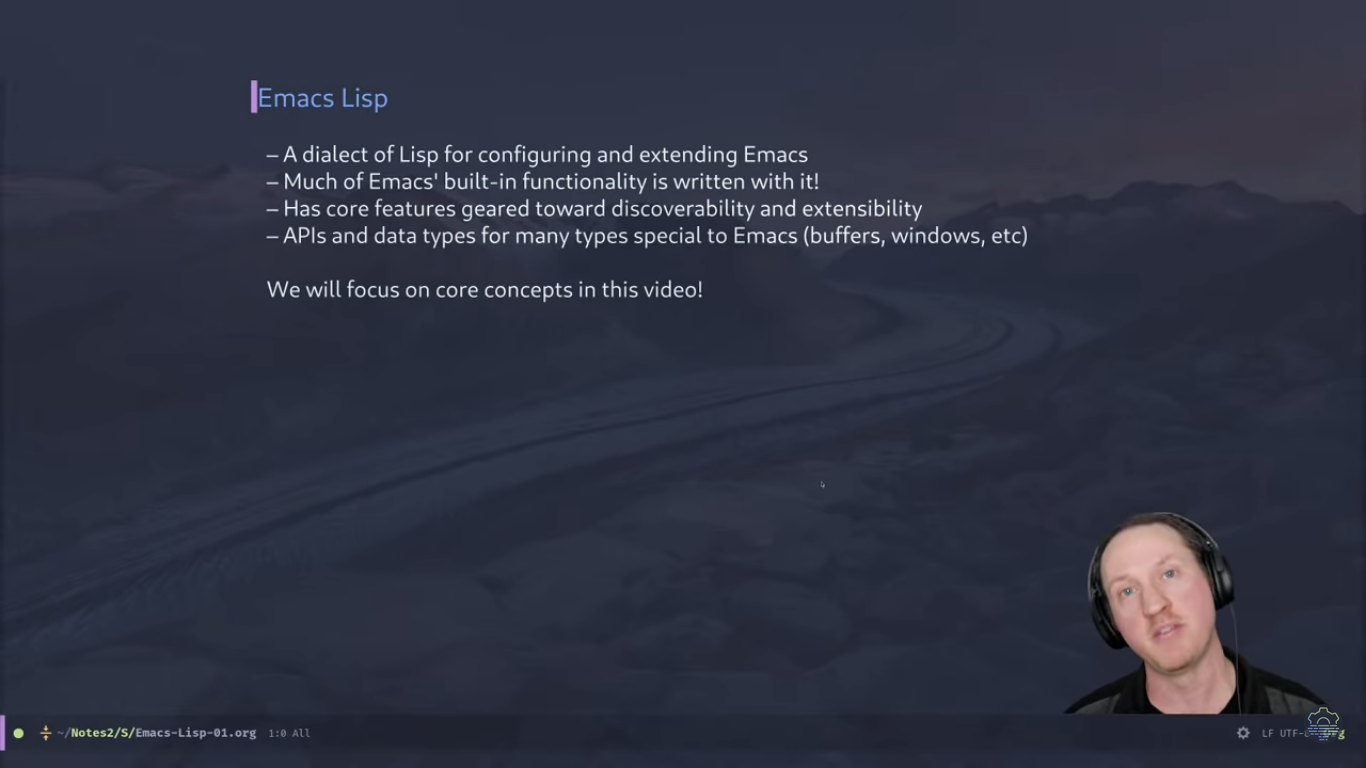 Emacs Lisp
– A dialect of Lisp for configuring and extending Emacs
– Much of Emacs' built-in functionality is written with it!
– Has core features geared toward discoverability and extensibility
– APIs and data types for many types special to Emacs (buffers, windows, etc)
We will focus on core concepts in this video!
~/Notes2/S/Emacs-Lisp-01.org 1:0 All LF